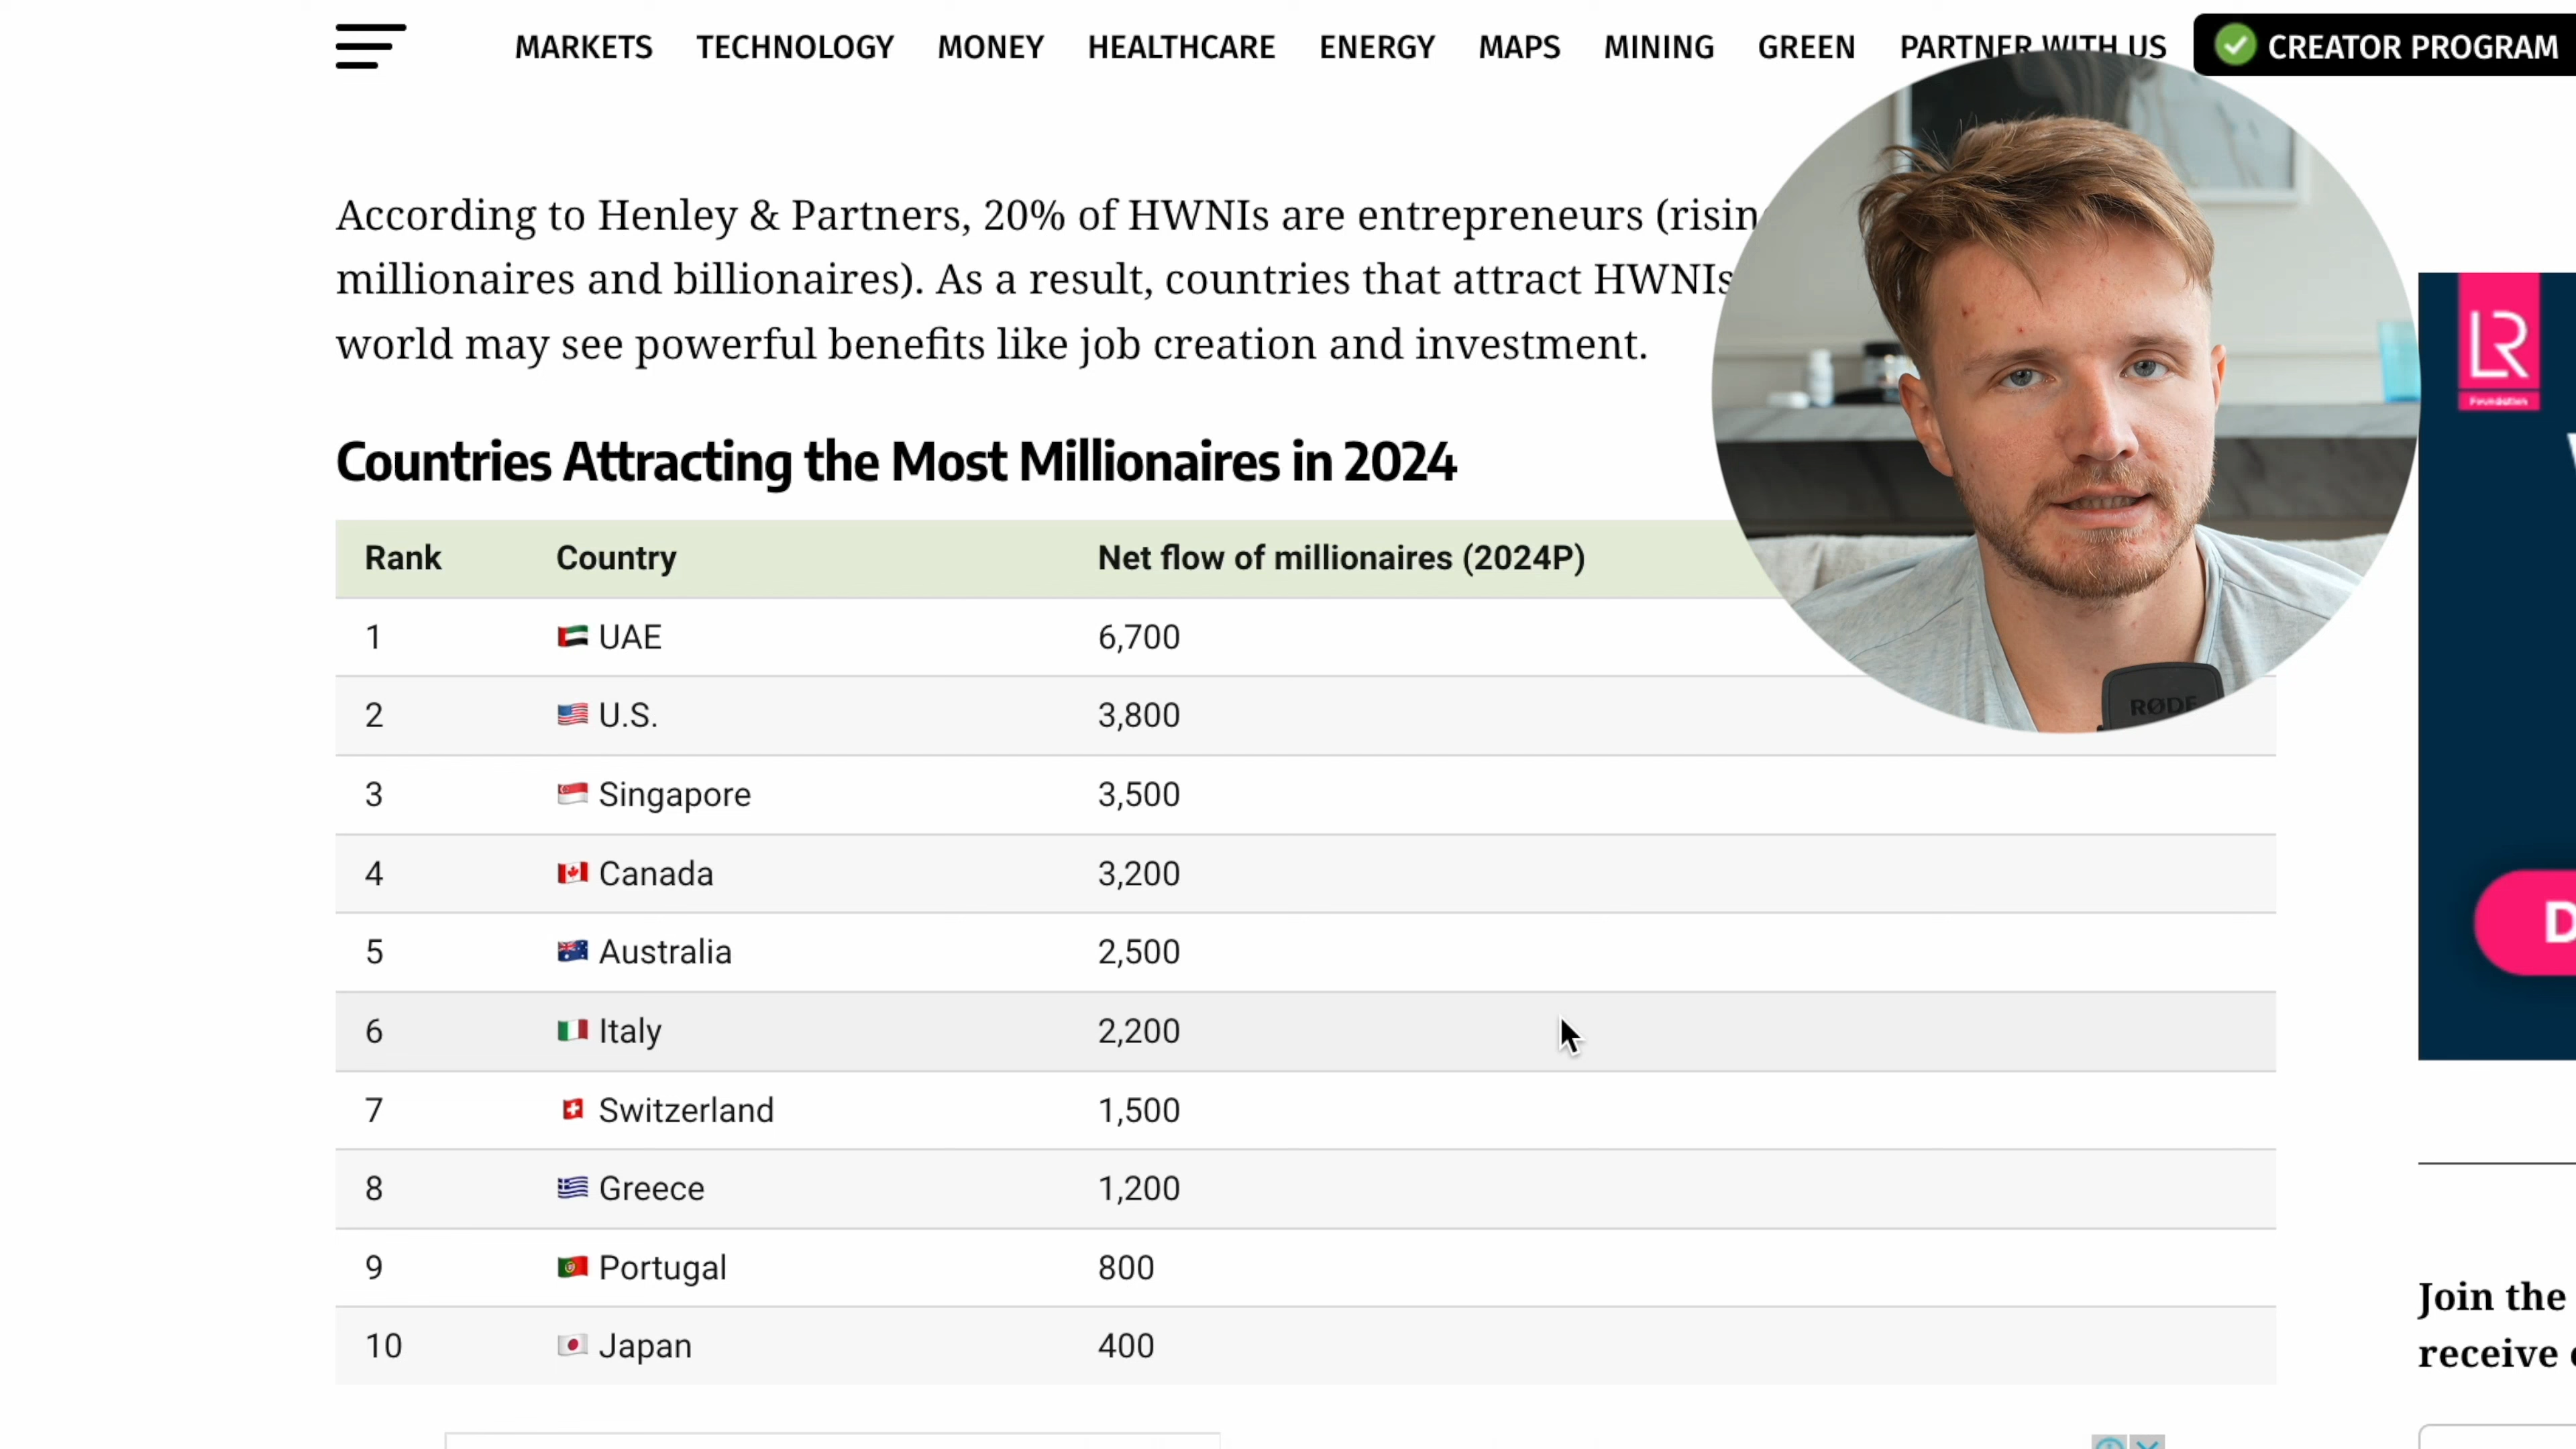 MARKETS TECHNOLOGY MONEY HEALTHCARE ENERGY MAPS MINING GREEN PARTNER WITH US CREATOR PROGRAM
According to Henley & Partners, 20% of HWNIs are entrepreneurs (risin
millionaires and billionaires). As a result, countries that attract HWNIs
world may see powerful benefits like job creation and investment.
Countries Attracting the Most Millionaires in 2024
Rank Country Net flow of millionaires (2024P)
1 UAE 6,700
2 U.S. 3,800
3 Singapore 3,500
4 Canada 3,200
5 Australia 2,500
6 Italy 2,200
7 Switzerland 1,500
8 Greece 1,200
9 Portugal 800
10 Japan 400
RØDE
LR
Foundation
D
Join the
receive